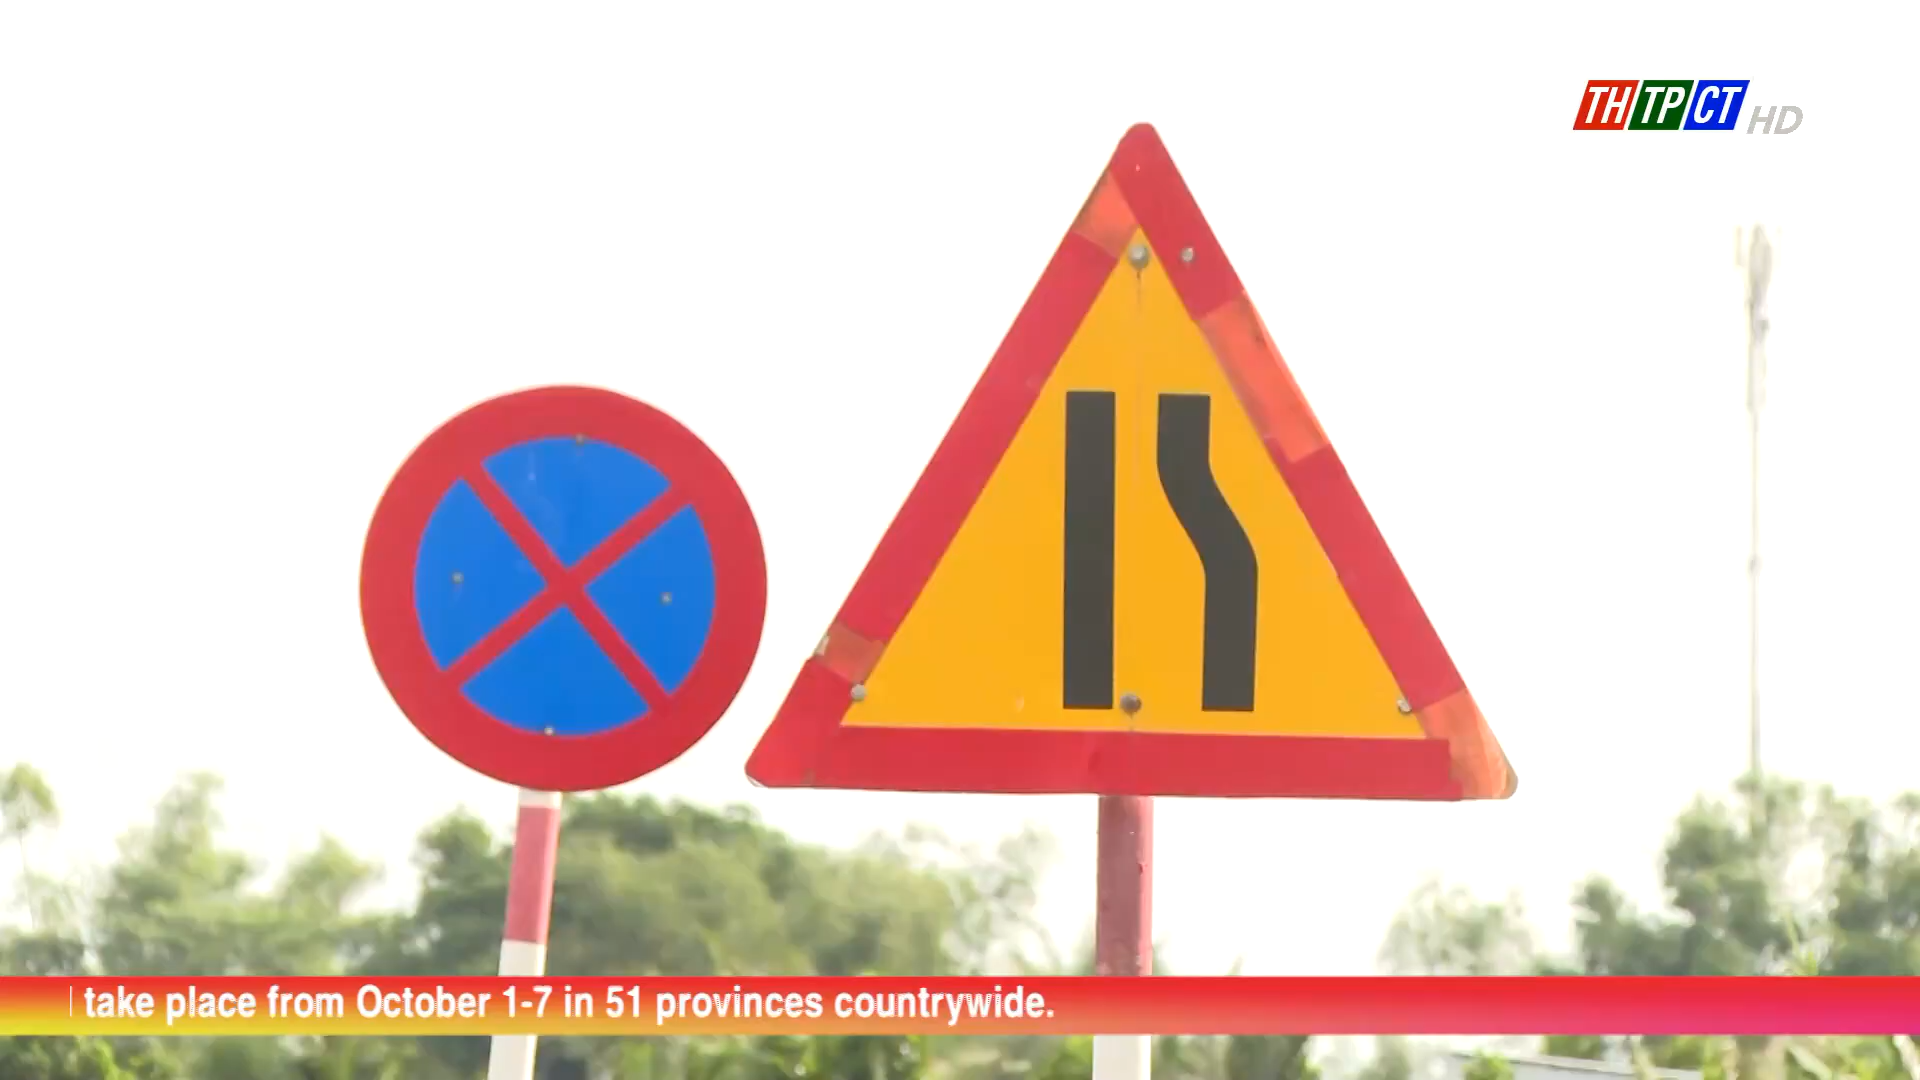 THTPCT HD
take place from October 1-7 in 51 provinces countrywide.